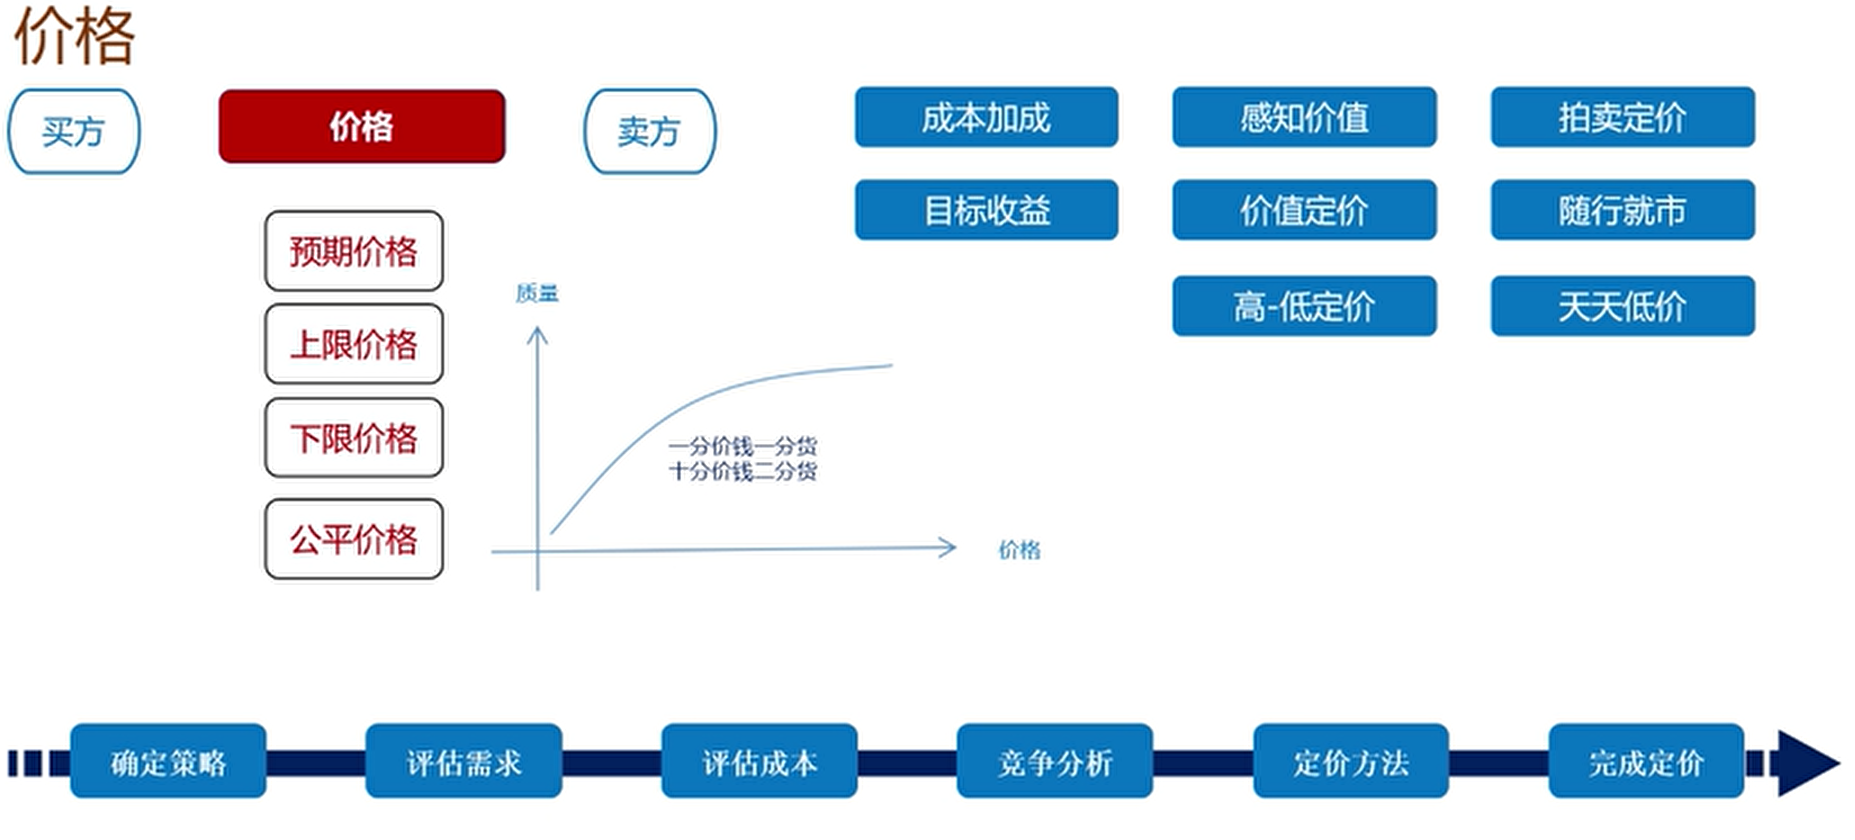 价格
买方
价格
卖方
成本加成
感知价值
拍卖定价
目标收益
价值定价
随行就市
高-低定价
天天低价
预期价格
上限价格
下限价格
公平价格
质量
一分价钱一分货
十分价钱二分货
价格
确定策略
评估需求
评估成本
竞争分析
定价方法
完成定价